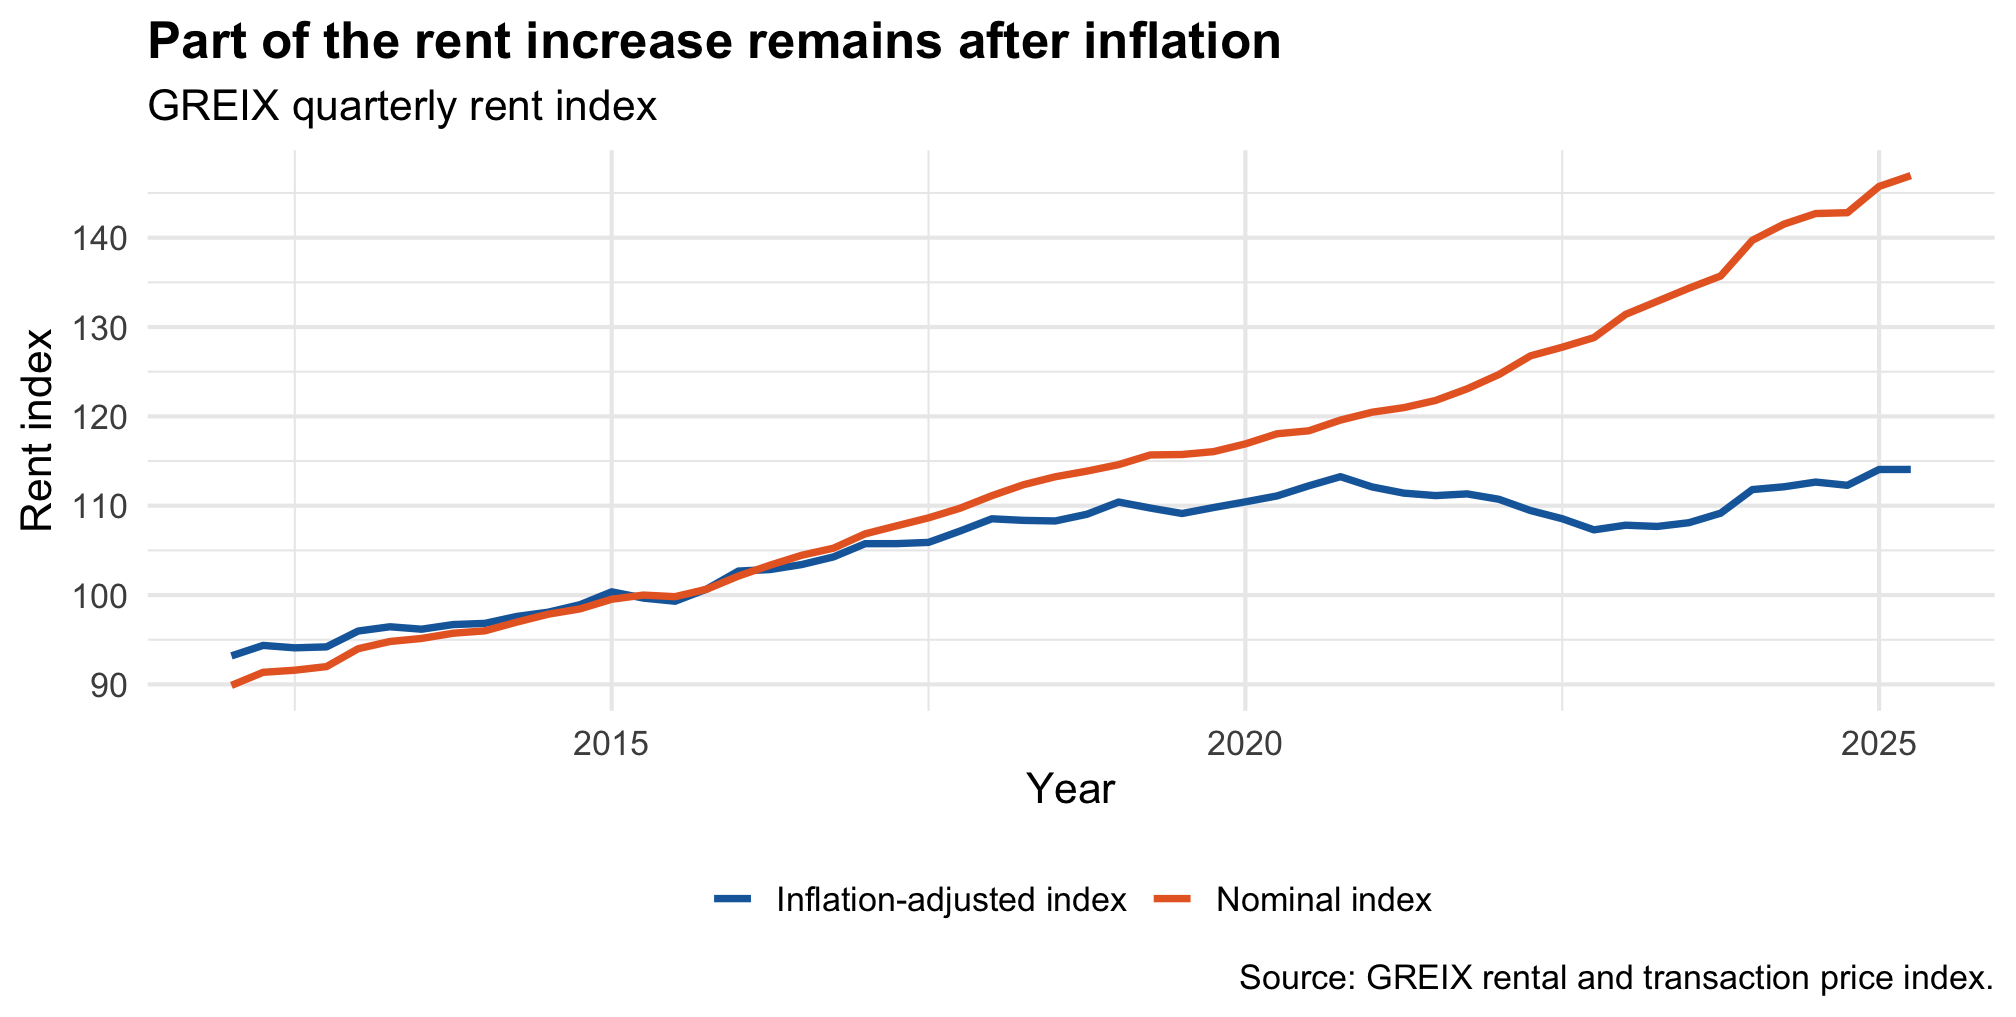 Part of the rent increase remains after inflation
GREIX quarterly rent index
Rent index
140
130
120
110
100
90
2015
2020
2025
Year
Inflation-adjusted index
Nominal index
Source: GREIX rental and transaction price index.